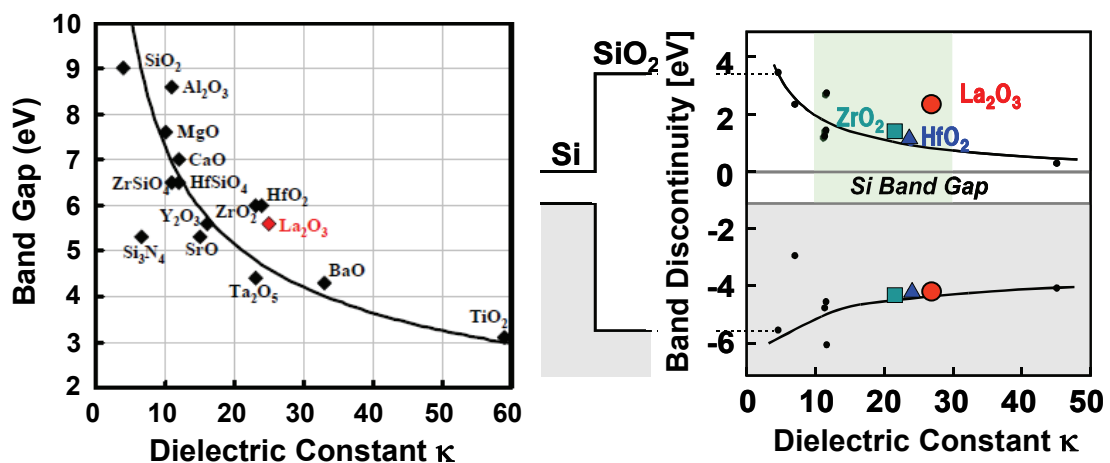 Band Gap (eV)
10
9
8
7
6
5
4
3
2
SiO₂
Al₂O₃
MgO
CaO
ZrSiO₄
HfSiO₄
Y₂O₃
ZrO₂
HfO₂
La₂O₃
Si₃N₄
SrO
Ta₂O₅
BaO
TiO₂
0 10 20 30 40 50 60
Dielectric Constant κ
SiO₂
Si
Band Discontinuity [eV]
4
2
0
-2
-4
-6
La₂O₃
ZrO₂
HfO₂
Si Band Gap
0 10 20 30 40 50
Dielectric Constant κ